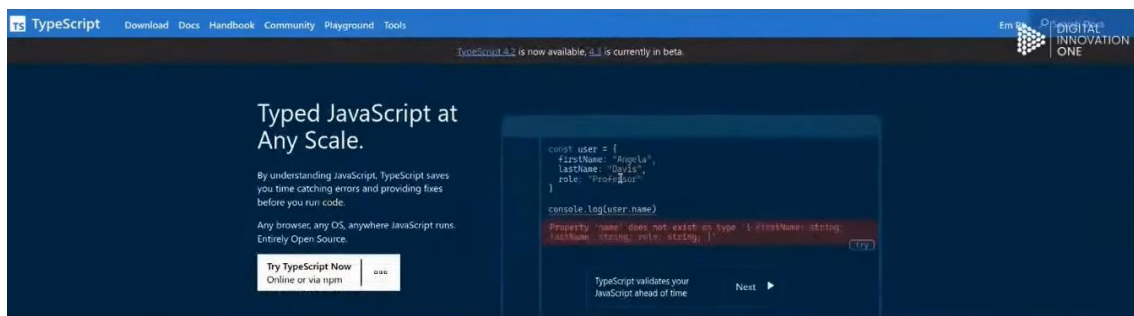 TS TypeScript Download Docs Handbook Community Playground Tools Em
DIGITAL
INNOVATION
ONE
TypeScript 4.2 is now available, 4.3 is currently in beta.
Typed JavaScript at
Any Scale.
By understanding JavaScript, TypeScript saves
you time catching errors and providing fixes
before you run code.
Any browser, any OS, anywhere JavaScript runs.
Entirely Open Source.
Try TypeScript Now
Online or via npm
const user = {
firstName: "Angela",
lastName: "Davis",
role: "Professor"
}
console.log(user.name)
Property 'name' does not exist on type '{ firstName: string;
lastName: string; role: string; }'
Try
TypeScript validates your
JavaScript ahead of time
Next